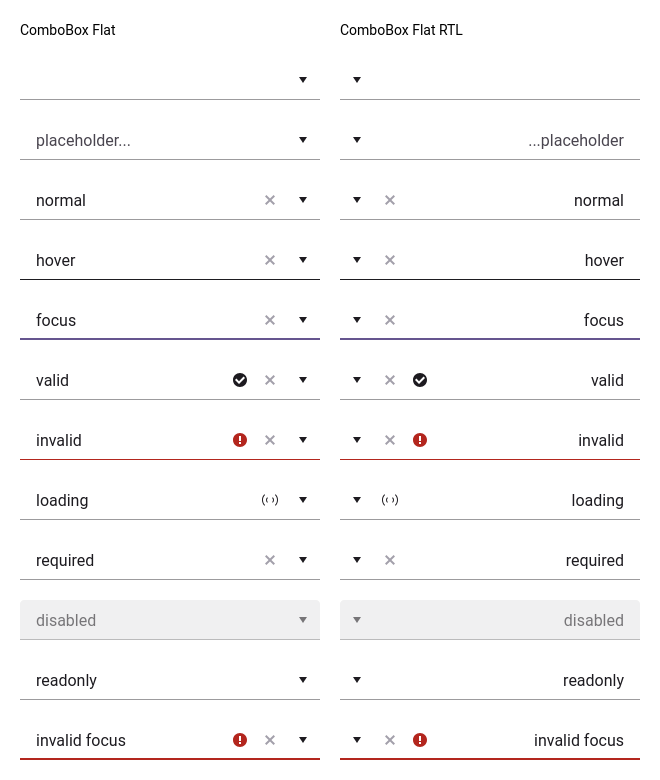 ComboBox Flat
ComboBox Flat RTL
placeholder...
...placeholder
normal
normal
hover
hover
focus
focus
valid
valid
invalid
invalid
loading
loading
required
required
disabled
disabled
readonly
readonly
invalid focus
invalid focus